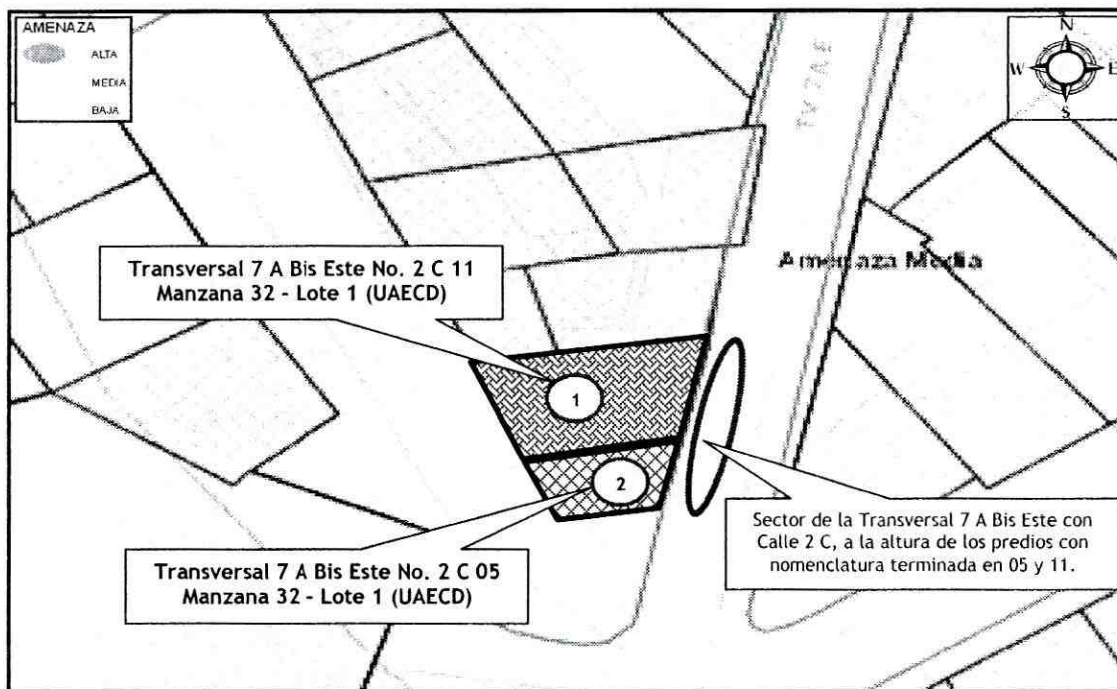 AMENAZA
ALTA
MEDIA
BAJA
N
W
E
S
Amenaza Media
Transversal 7 A Bis Este No. 2 C 11
Manzana 32 - Lote 1 (UAECD)
1
2
Sector de la Transversal 7 A Bis Este con
Calle 2 C, a la altura de los predios con
nomenclatura terminada en 05 y 11.
Transversal 7 A Bis Este No. 2 C 05
Manzana 32 - Lote 1 (UAECD)